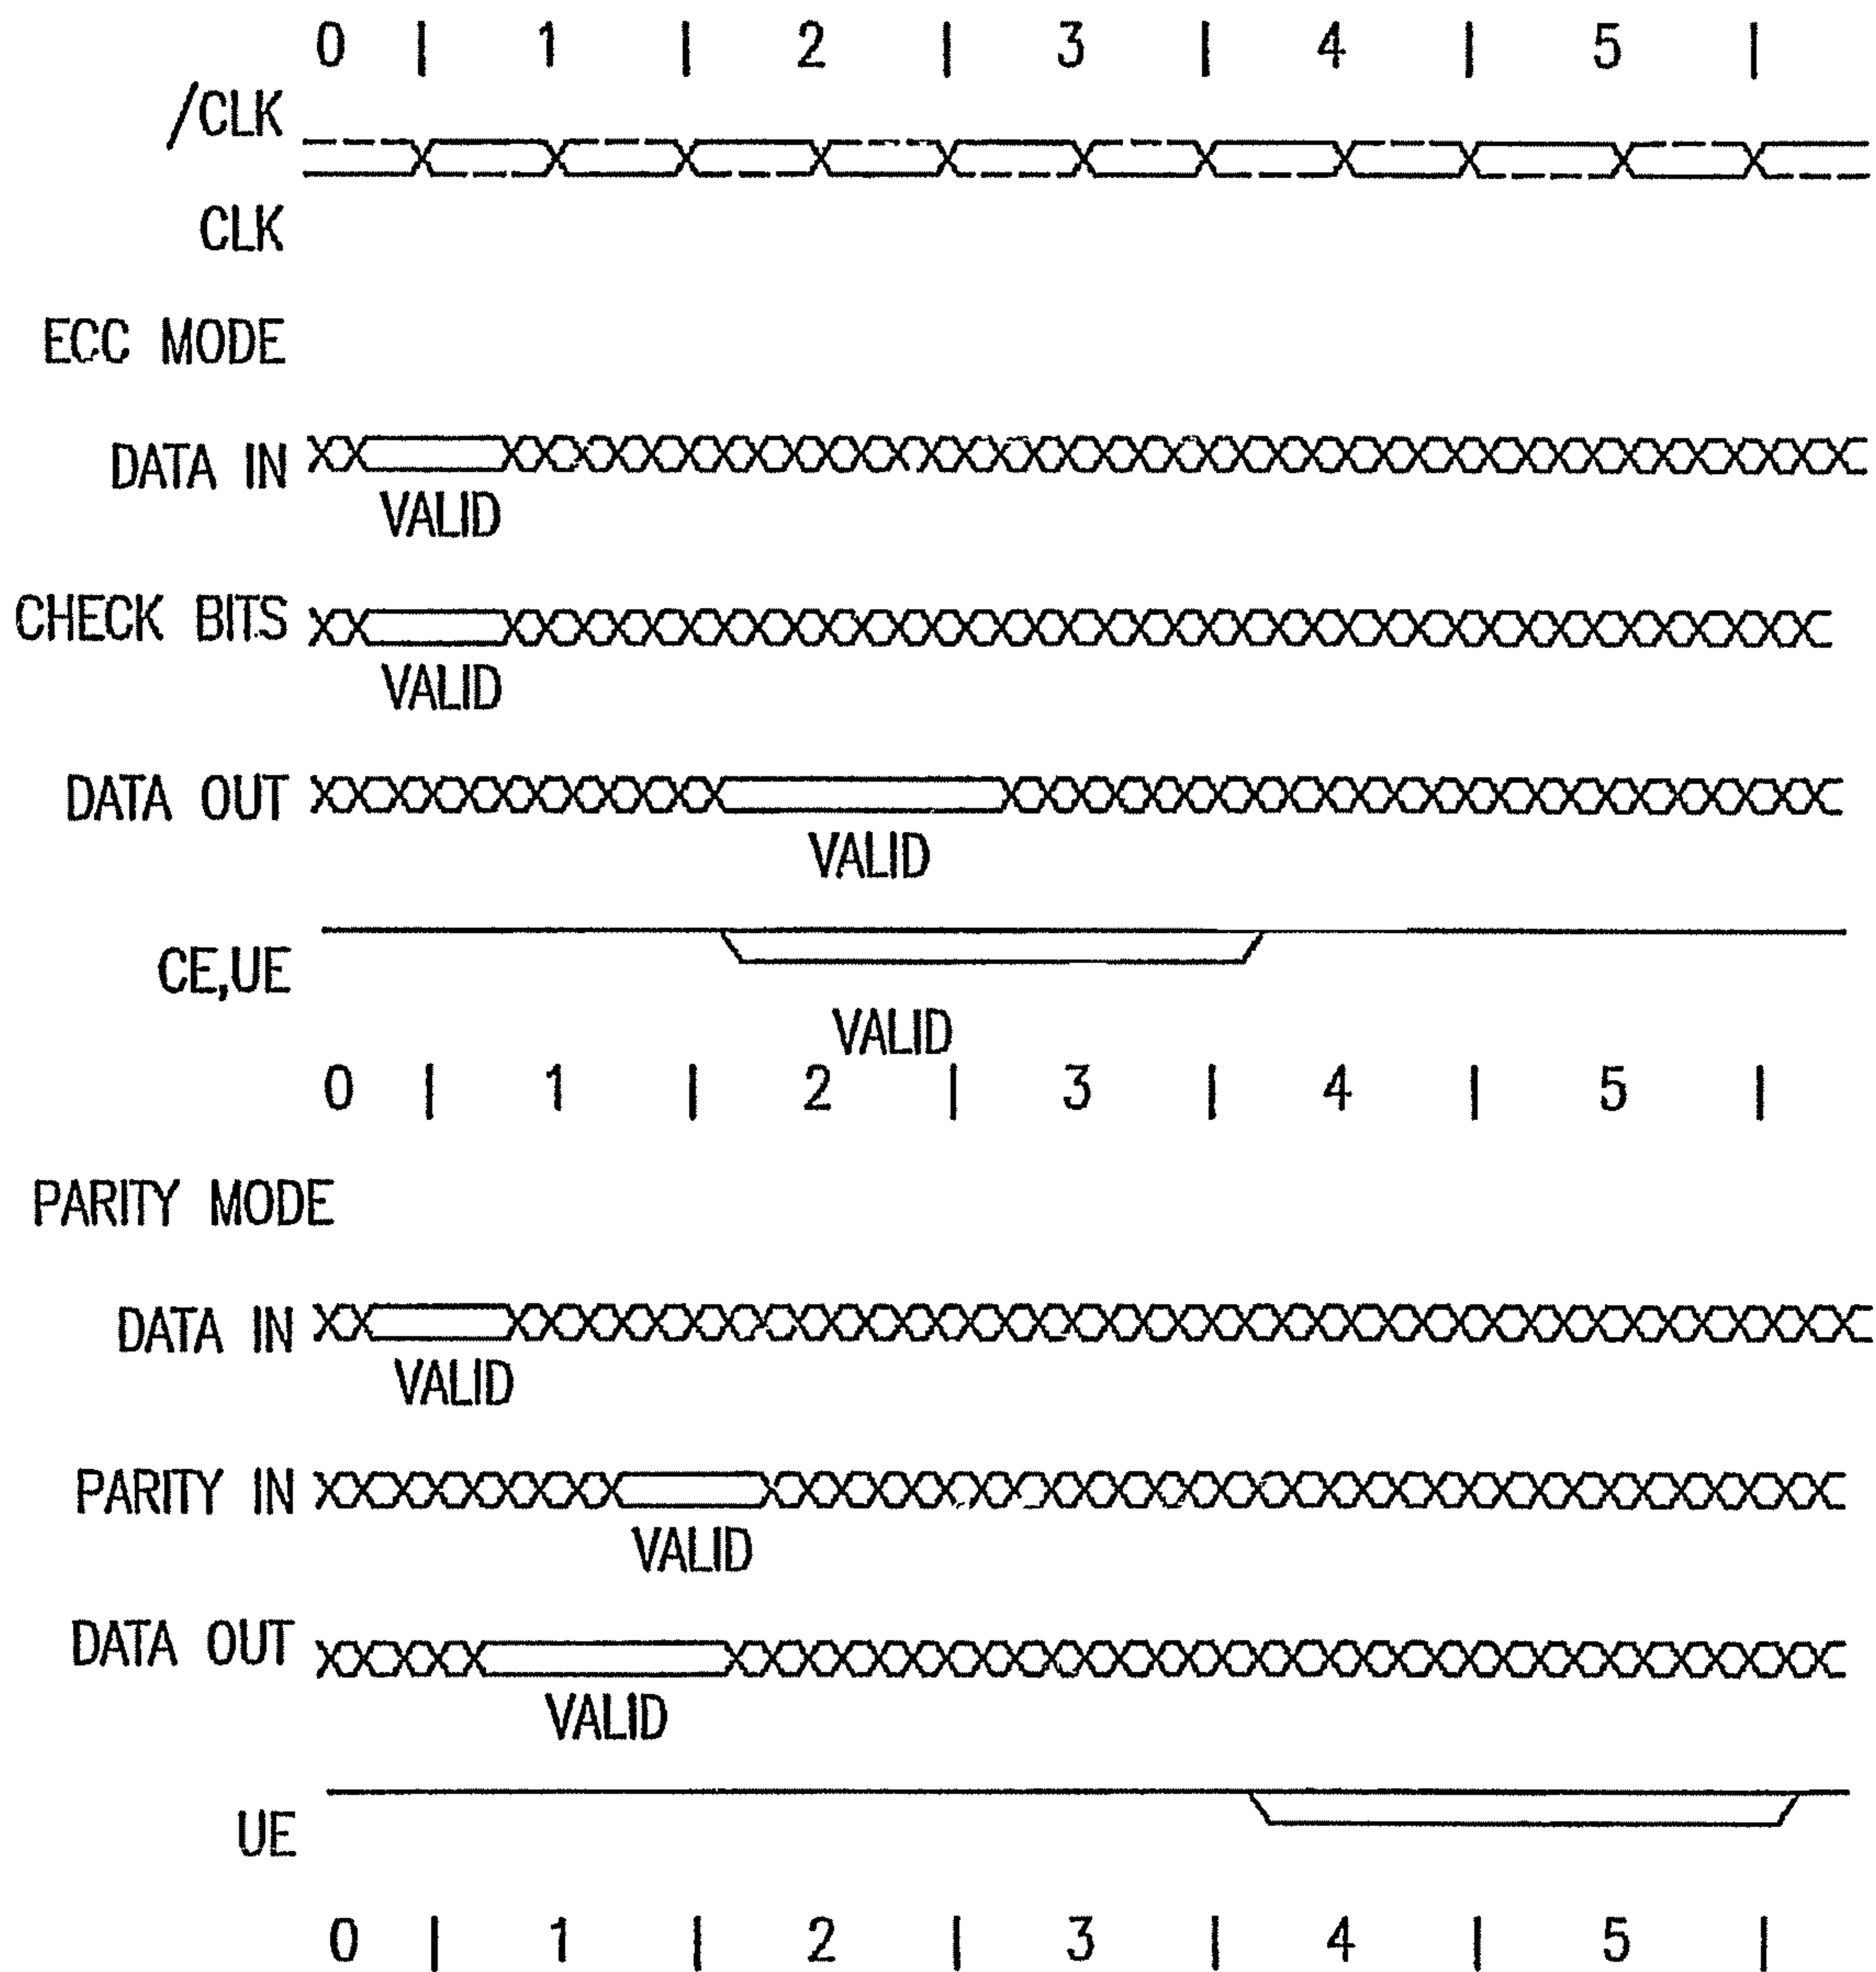 0 | 1 | 2 | 3 | 4 | 5 |
/CLK
CLK
ECC MODE
DATA IN
VALID
CHECK BITS
VALID
DATA OUT
VALID
CE,UE
VALID
0 | 1 | 2 | 3 | 4 | 5 |
PARITY MODE
DATA IN
VALID
PARITY IN
VALID
DATA OUT
VALID
UE
0 | 1 | 2 | 3 | 4 | 5 |